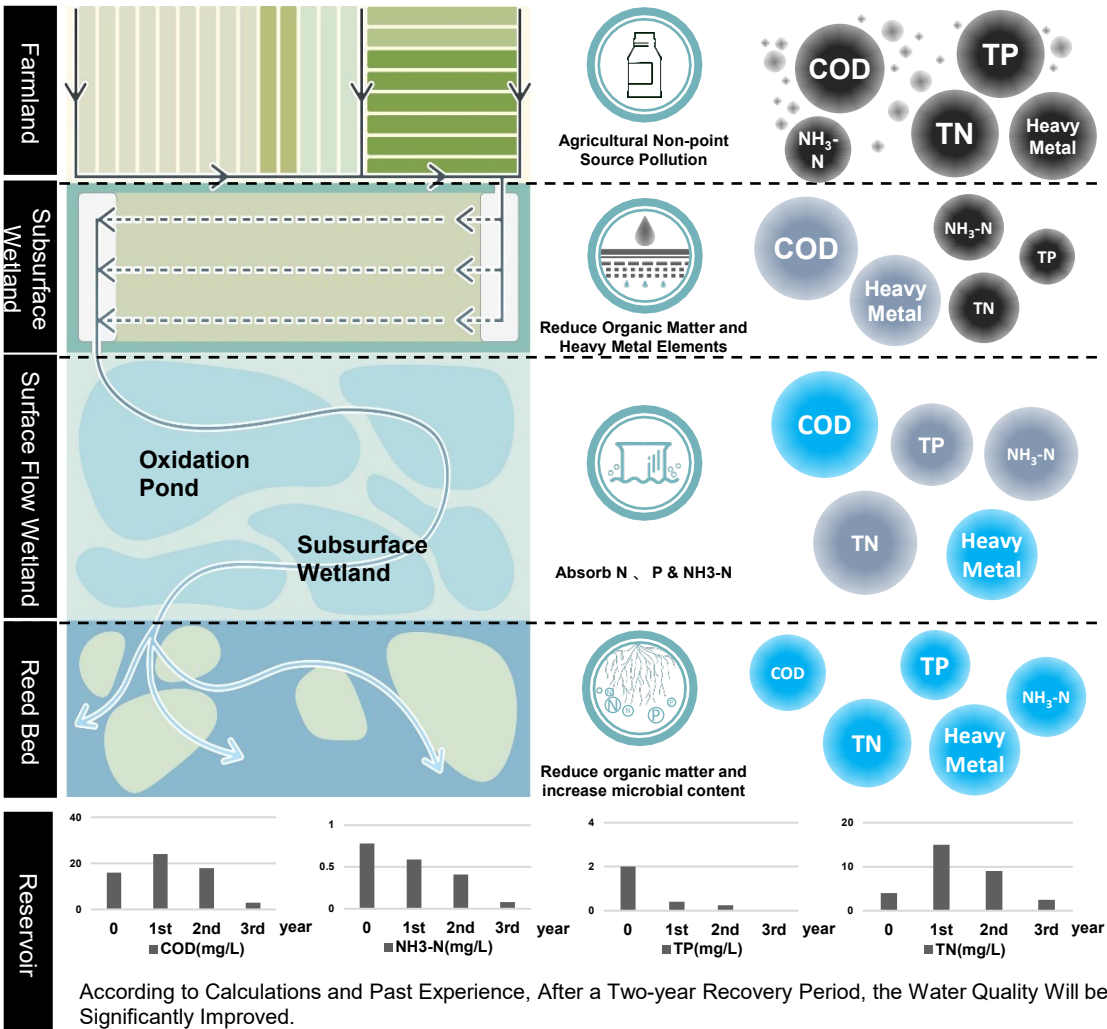 Farmland
Agricultural Non-point
Source Pollution
COD
TP
NH₃-
N
TN
Heavy
Metal
Subsurface
Wetland
Reduce Organic Matter and
Heavy Metal Elements
COD
NH₃-N
TP
Heavy
Metal
TN
Surface Flow Wetland
Oxidation
Pond
Subsurface
Wetland
Absorb N 、 P & NH3-N
COD
TP
NH₃-N
TN
Heavy
Metal
Reed Bed
N
N
P
P
Reduce organic matter and
increase microbial content
COD
TP
NH₃-N
TN
Heavy
Metal
Reservoir
40
20
0
0 1st 2nd 3rd year
COD(mg/L)
1
0.5
0
0 1st 2nd 3rd year
NH3-N(mg/L)
4
2
0
0 1st 2nd 3rd year
TP(mg/L)
20
10
0
0 1st 2nd 3rd year
TN(mg/L)
According to Calculations and Past Experience, After a Two-year Recovery Period, the Water Quality Will be
Significantly Improved.